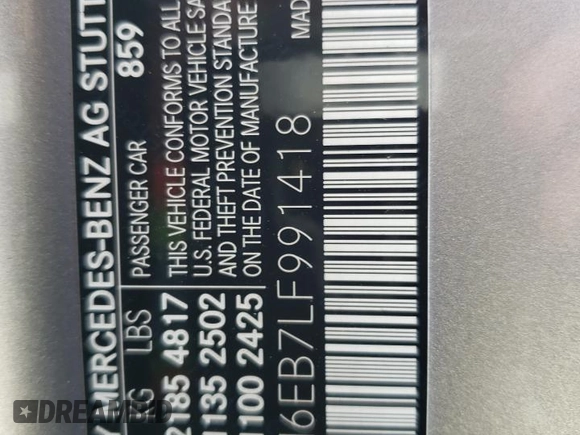 MERCEDES-BENZ AG STUTT
LBS PASSENGER CAR 859
2185 4817 THIS VEHICLE CONFORMS TO ALL
U.S. FEDERAL MOTOR VEHICLE SA
1135 2502 AND THEFT PREVENTION STANDA
1100 2425 ON THE DATE OF MANUFACTURE
MAD
6EB7LF991418
DREAMBID